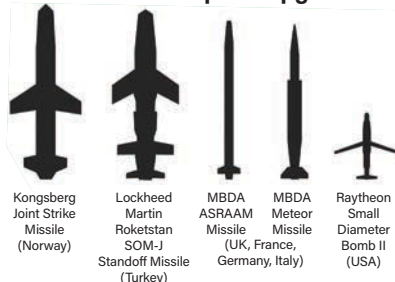 Kongsberg
Joint Strike
Missile
(Norway)
Lockheed
Martin
Roketstan
SOM-J
Standoff Missile
(Turkey)
MBDA
ASRAAM
Missile
MBDA
Meteor
Missile
(UK, France,
Germany, Italy)
Raytheon
Small
Diameter
Bomb II
(USA)